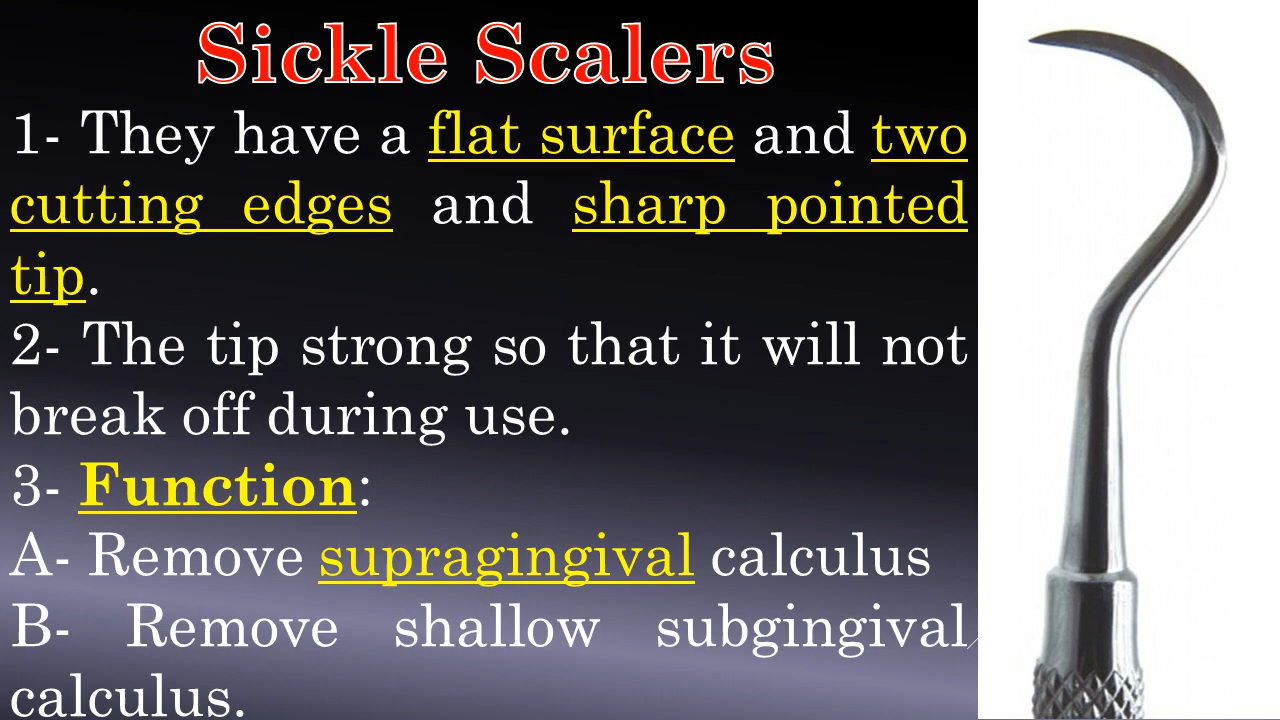 Sickle Scalers
1- They have a flat surface and two
cutting edges and sharp pointed
tip.
2- The tip strong so that it will not
break off during use.
3- Function:
A- Remove supragingival calculus
B- Remove shallow subgingival
calculus.